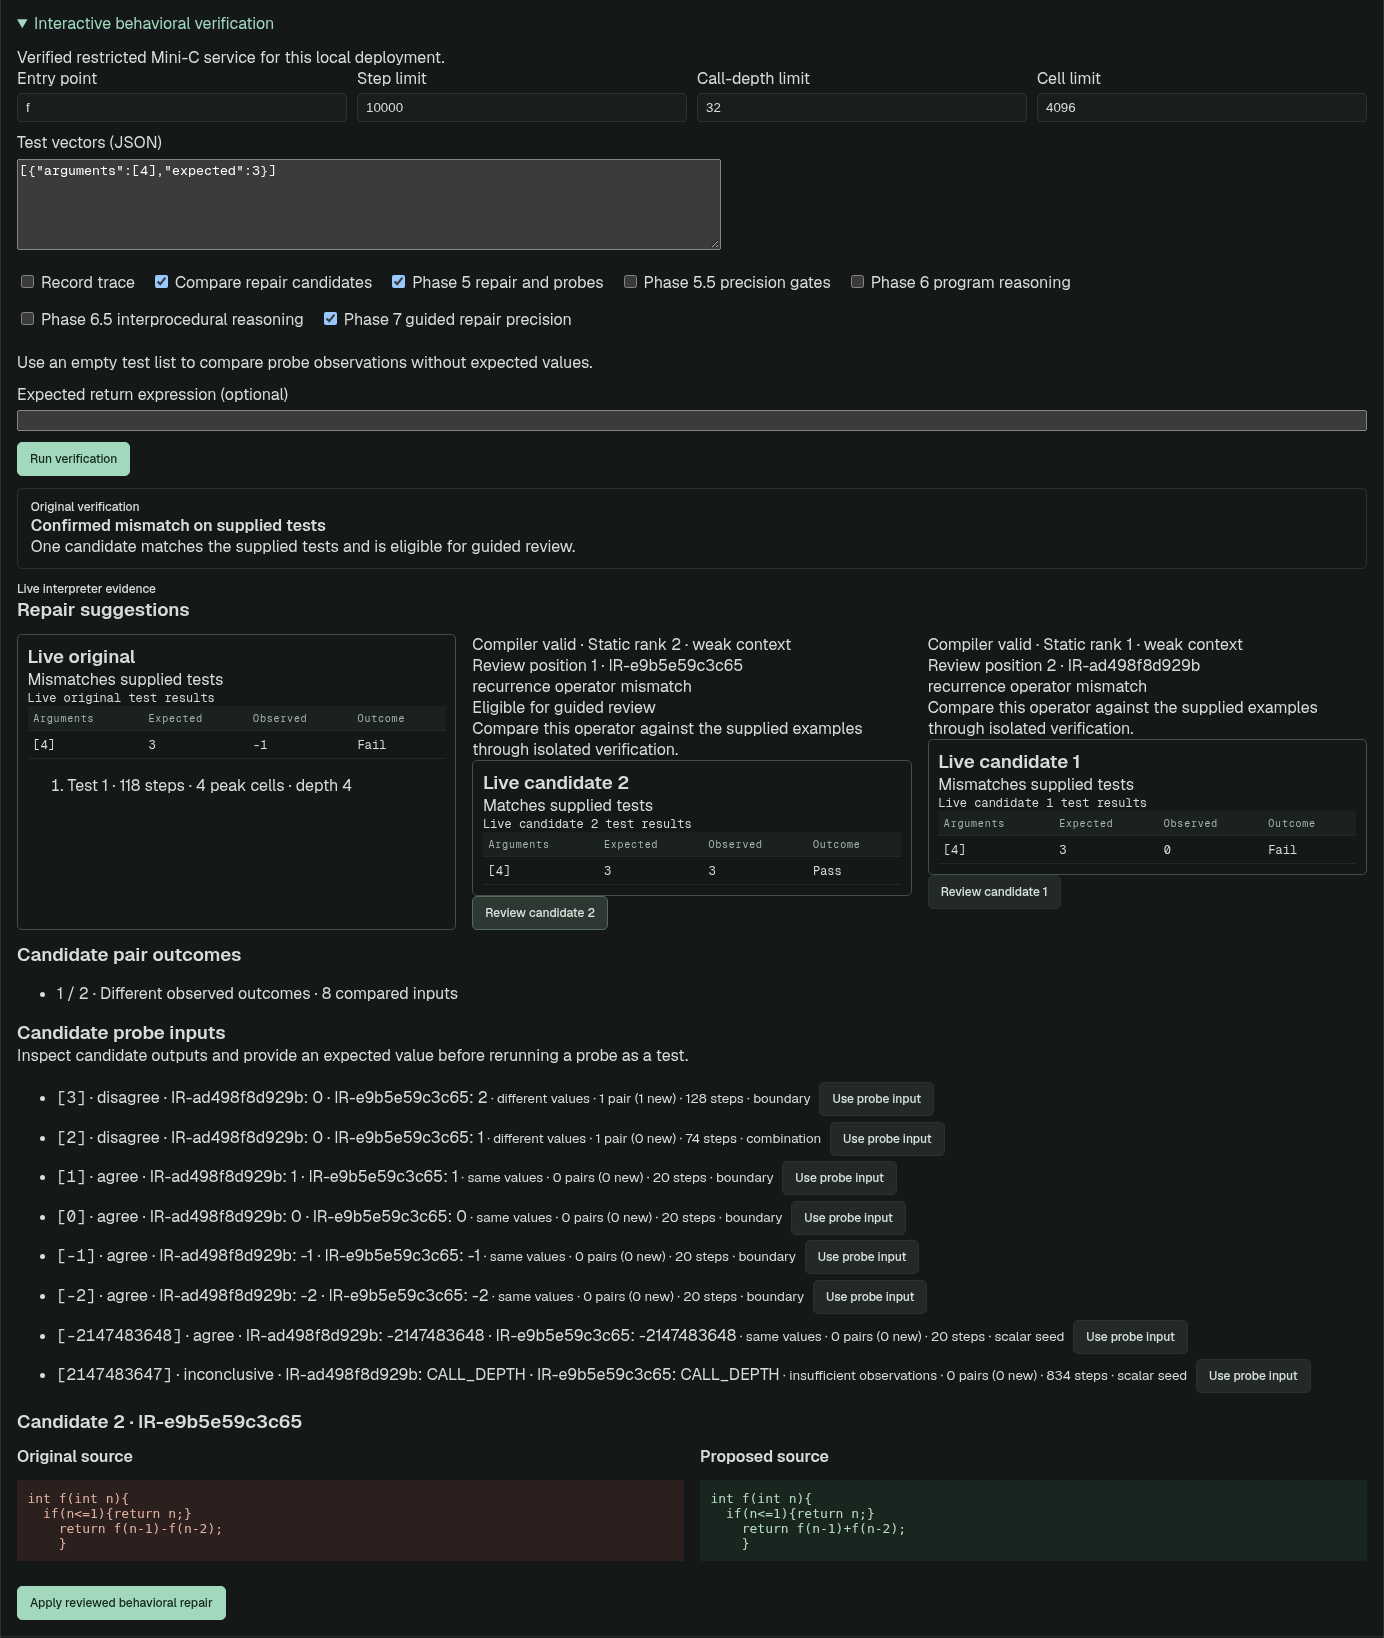 ▼ Interactive behavioral verification
Verified restricted Mini-C service for this local deployment.
Entry point
Step limit
Call-depth limit
Cell limit
f
10000
32
4096
Test vectors (JSON)
[{"arguments":[4],"expected":3}]
Record trace
Compare repair candidates
Phase 5 repair and probes
Phase 5.5 precision gates
Phase 6 program reasoning
Phase 6.5 interprocedural reasoning
Phase 7 guided repair precision
Use an empty test list to compare probe observations without expected values.
Expected return expression (optional)
Run verification
Original verification
Confirmed mismatch on supplied tests
One candidate matches the supplied tests and is eligible for guided review.
Live interpreter evidence
Repair suggestions
Live original
Mismatches supplied tests
Live original test results
Arguments Expected Observed Outcome
[4] 3 -1 Fail
1. Test 1 · 118 steps · 4 peak cells · depth 4
Compiler valid · Static rank 2 · weak context
Review position 1 · IR-e9b5e59c3c65
recurrence operator mismatch
Eligible for guided review
Compare this operator against the supplied examples
through isolated verification.
Live candidate 2
Matches supplied tests
Live candidate 2 test results
Arguments Expected Observed Outcome
[4] 3 3 Pass
Review candidate 2
Compiler valid · Static rank 1 · weak context
Review position 2 · IR-ad498f8d929b
recurrence operator mismatch
Compare this operator against the supplied examples
through isolated verification.
Live candidate 1
Mismatches supplied tests
Live candidate 1 test results
Arguments Expected Observed Outcome
[4] 3 0 Fail
Review candidate 1
Candidate pair outcomes
• 1 / 2 · Different observed outcomes · 8 compared inputs
Candidate probe inputs
Inspect candidate outputs and provide an expected value before rerunning a probe as a test.
• [3] · disagree · IR-ad498f8d929b: 0 · IR-e9b5e59c3c65: 2 · different values · 1 pair (1 new) · 128 steps · boundary Use probe input
• [2] · disagree · IR-ad498f8d929b: 0 · IR-e9b5e59c3c65: 1 · different values · 1 pair (0 new) · 74 steps · combination Use probe input
• [1] · agree · IR-ad498f8d929b: 1 · IR-e9b5e59c3c65: 1 · same values · 0 pairs (0 new) · 20 steps · boundary Use probe input
• [0] · agree · IR-ad498f8d929b: 0 · IR-e9b5e59c3c65: 0 · same values · 0 pairs (0 new) · 20 steps · boundary Use probe input
• [-1] · agree · IR-ad498f8d929b: -1 · IR-e9b5e59c3c65: -1 · same values · 0 pairs (0 new) · 20 steps · boundary Use probe input
• [-2] · agree · IR-ad498f8d929b: -2 · IR-e9b5e59c3c65: -2 · same values · 0 pairs (0 new) · 20 steps · boundary Use probe input
• [-2147483648] · agree · IR-ad498f8d929b: -2147483648 · IR-e9b5e59c3c65: -2147483648 · same values · 0 pairs (0 new) · 20 steps · scalar seed Use probe input
• [2147483647] · inconclusive · IR-ad498f8d929b: CALL_DEPTH · IR-e9b5e59c3c65: CALL_DEPTH · insufficient observations · 0 pairs (0 new) · 834 steps · scalar seed Use probe input
Candidate 2 · IR-e9b5e59c3c65
Original source
int f(int n){
if(n<=1){return n;}
return f(n-1)-f(n-2);
}
Proposed source
int f(int n){
if(n<=1){return n;}
return f(n-1)+f(n-2);
}
Apply reviewed behavioral repair